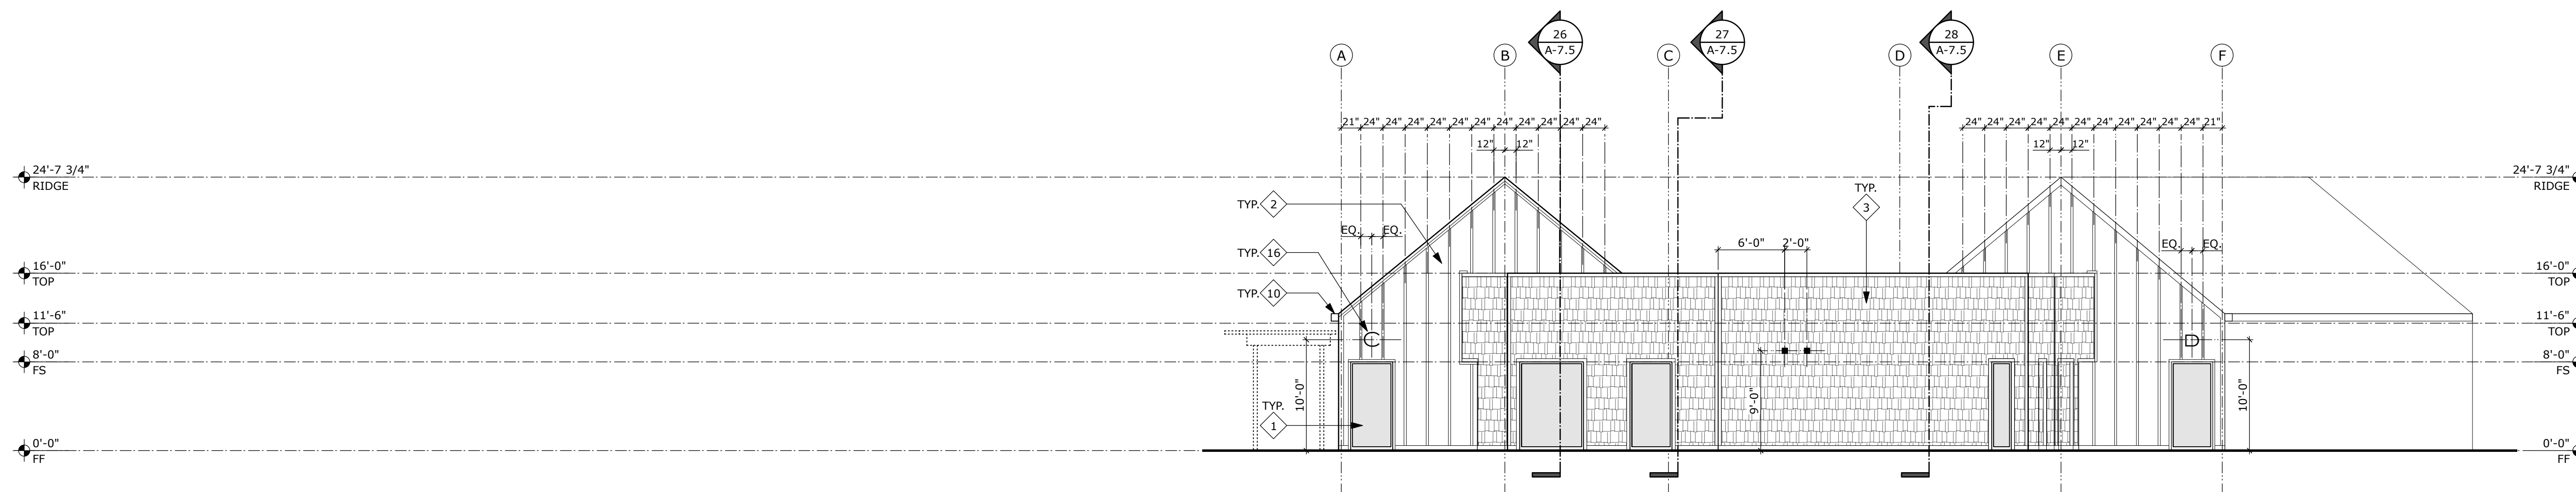 26
A-7.5
27
A-7.5
28
A-7.5
A
B
C
D
E
F
21" 24" 24" 24" 24" 24" 24" 24" 24" 24" 24" 24"
24" 24" 24" 24" 24" 24" 24" 24" 24" 24" 24" 21"
12" 12"
12" 12"
24'-7 3/4"
RIDGE
24'-7 3/4"
RIDGE
TYP. 2
TYP.
3
EQ. EQ.
6'-0" 2'-0"
EQ. EQ.
TYP. 16
16'-0"
TOP
16'-0"
TOP
TYP. 10
11'-6"
TOP
11'-6"
TOP
C
D
8'-0"
FS
8'-0"
FS
10'-0"
9'-0"
10'-0"
TYP.
1
0'-0"
FF
0'-0"
FF